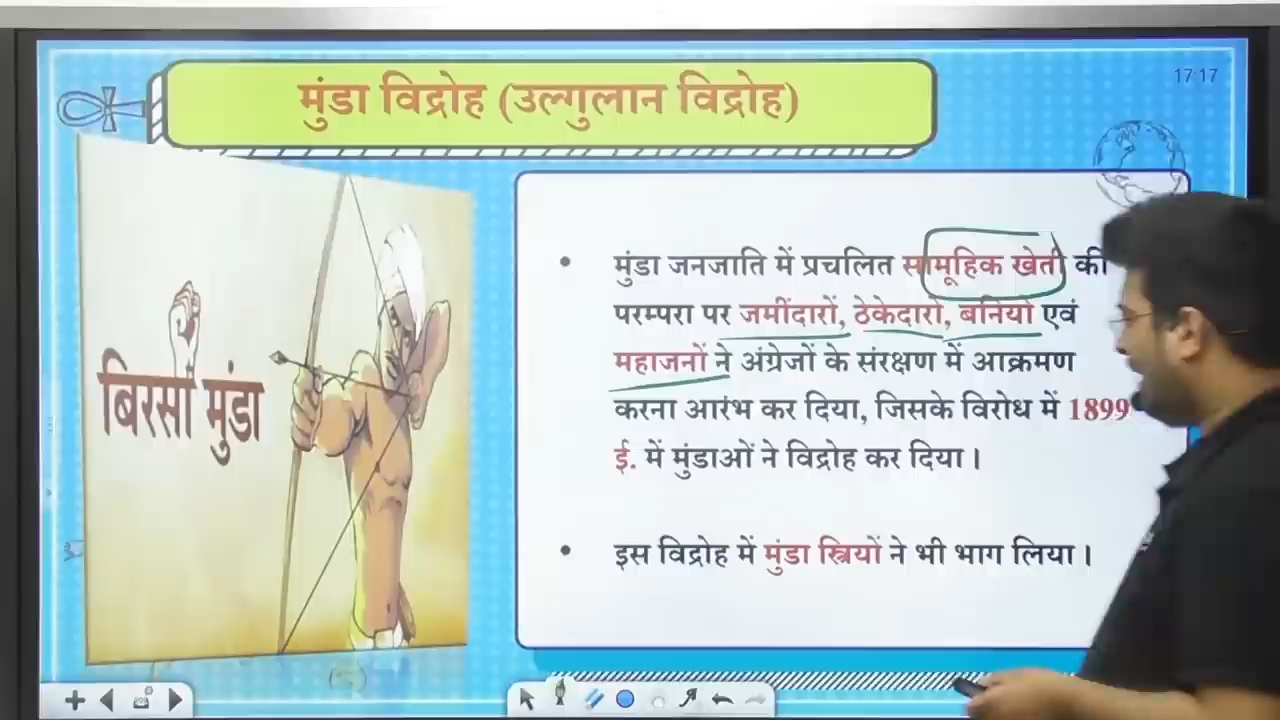 17:17
मुंडा विद्रोह (उल्गुलान विद्रोह)
बिरसा मुंडा
• मुंडा जनजाति में प्रचलित सामूहिक खेती की
परम्परा पर जमींदारों, ठेकेदारों, बनियों एवं
महाजनों ने अंग्रेजों के संरक्षण में आक्रमण
करना आरंभ कर दिया, जिसके विरोध में 1899
ई. में मुंडाओं ने विद्रोह कर दिया।
• इस विद्रोह में मुंडा स्त्रियों ने भी भाग लिया।